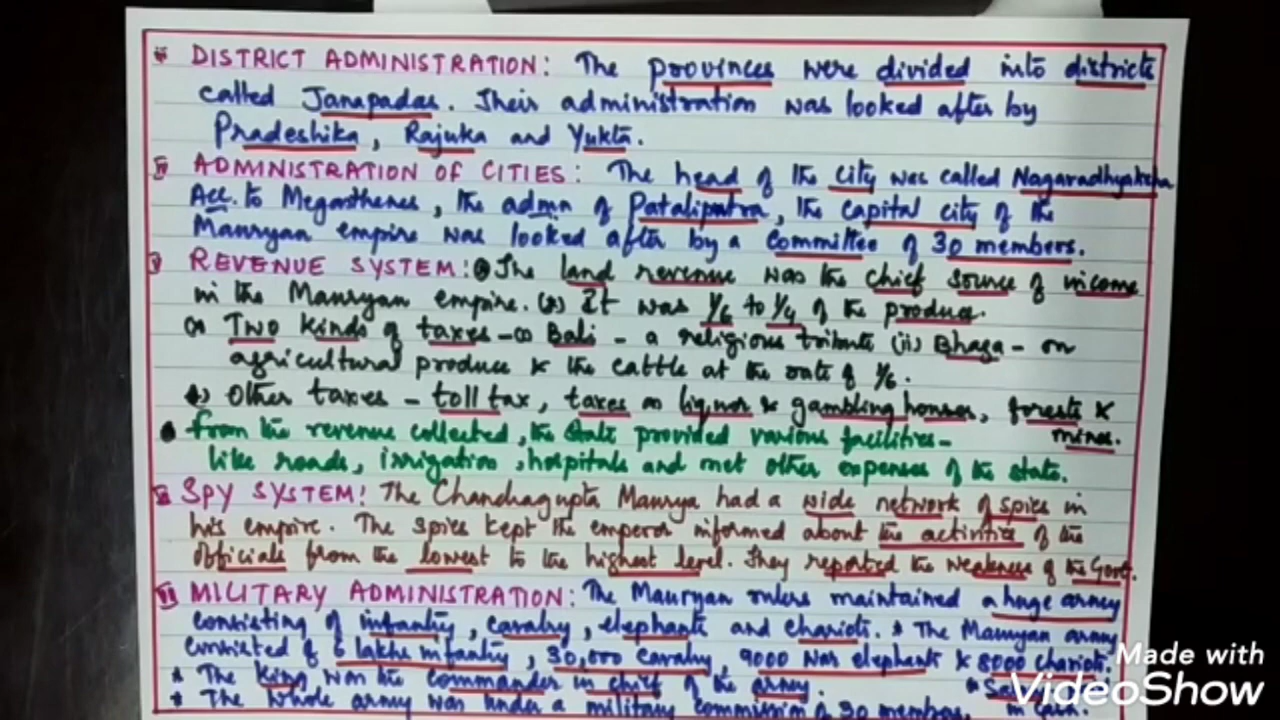 DISTRICT ADMINISTRATION: The provinces were divided into districts
called Janapadas. Their administration was looked after by
Pradeshika, Rajuka and Yukta.
ADMINISTRATION OF CITIES: The head of the city was called Nagaradhyaksha
Acc. to Megasthenes, the admn of Pataliputra, the capital city of the
Mauryan empire was looked after by a committee of 30 members.
REVENUE SYSTEM: The land revenue was the chief source of income
in the Mauryan empire. (2) It was 1/6 to 1/4 of the produce.
Two kinds of taxes - (i) Bali - a religious tribute (ii) Bhaga - on
agricultural produce & the cattle at the rate of 1/6.
Other taxes - toll tax, taxes on liquor & gambling houses, forests &
mines.
from the revenue collected, the State provided various facilities-
like roads, irrigation, hospitals and met other expenses of the state.
SPY SYSTEM: The Chandragupta Maurya had a wide network of spies in
his empire. The spies kept the emperor informed about the activities of the
officials from the lowest to the highest level. They reported the weakness of the Govt.
MILITARY ADMINISTRATION: The Mauryan rulers maintained a huge army
consisting of infantry, cavalry, elephants and chariots. * The Mauryan army
consisted of 6 lakhs infantry, 30,000 cavalry, 9000 war elephants & 8000 chariots.
* The King was the commander in chief of the army.
* The whole army was under a military commission of 30 members.
in cash.
Made with
VideoShow